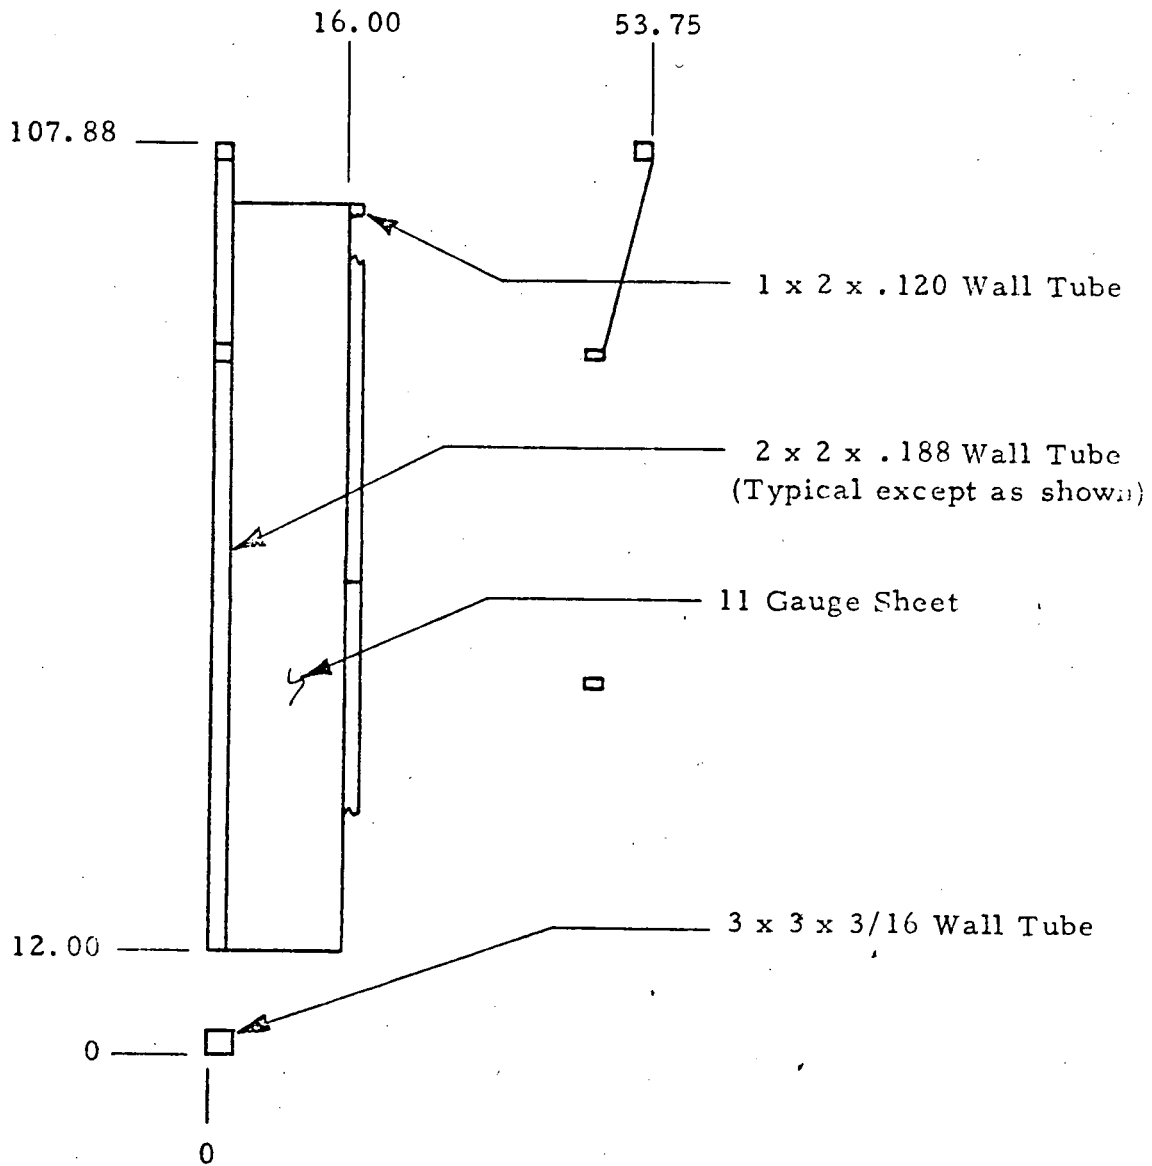 16.00
53.75
107.88
1 x 2 x .120 Wall Tube
2 x 2 x .188 Wall Tube
(Typical except as shown)
11 Gauge Sheet
3 x 3 x 3/16 Wall Tube
12.00
0
0